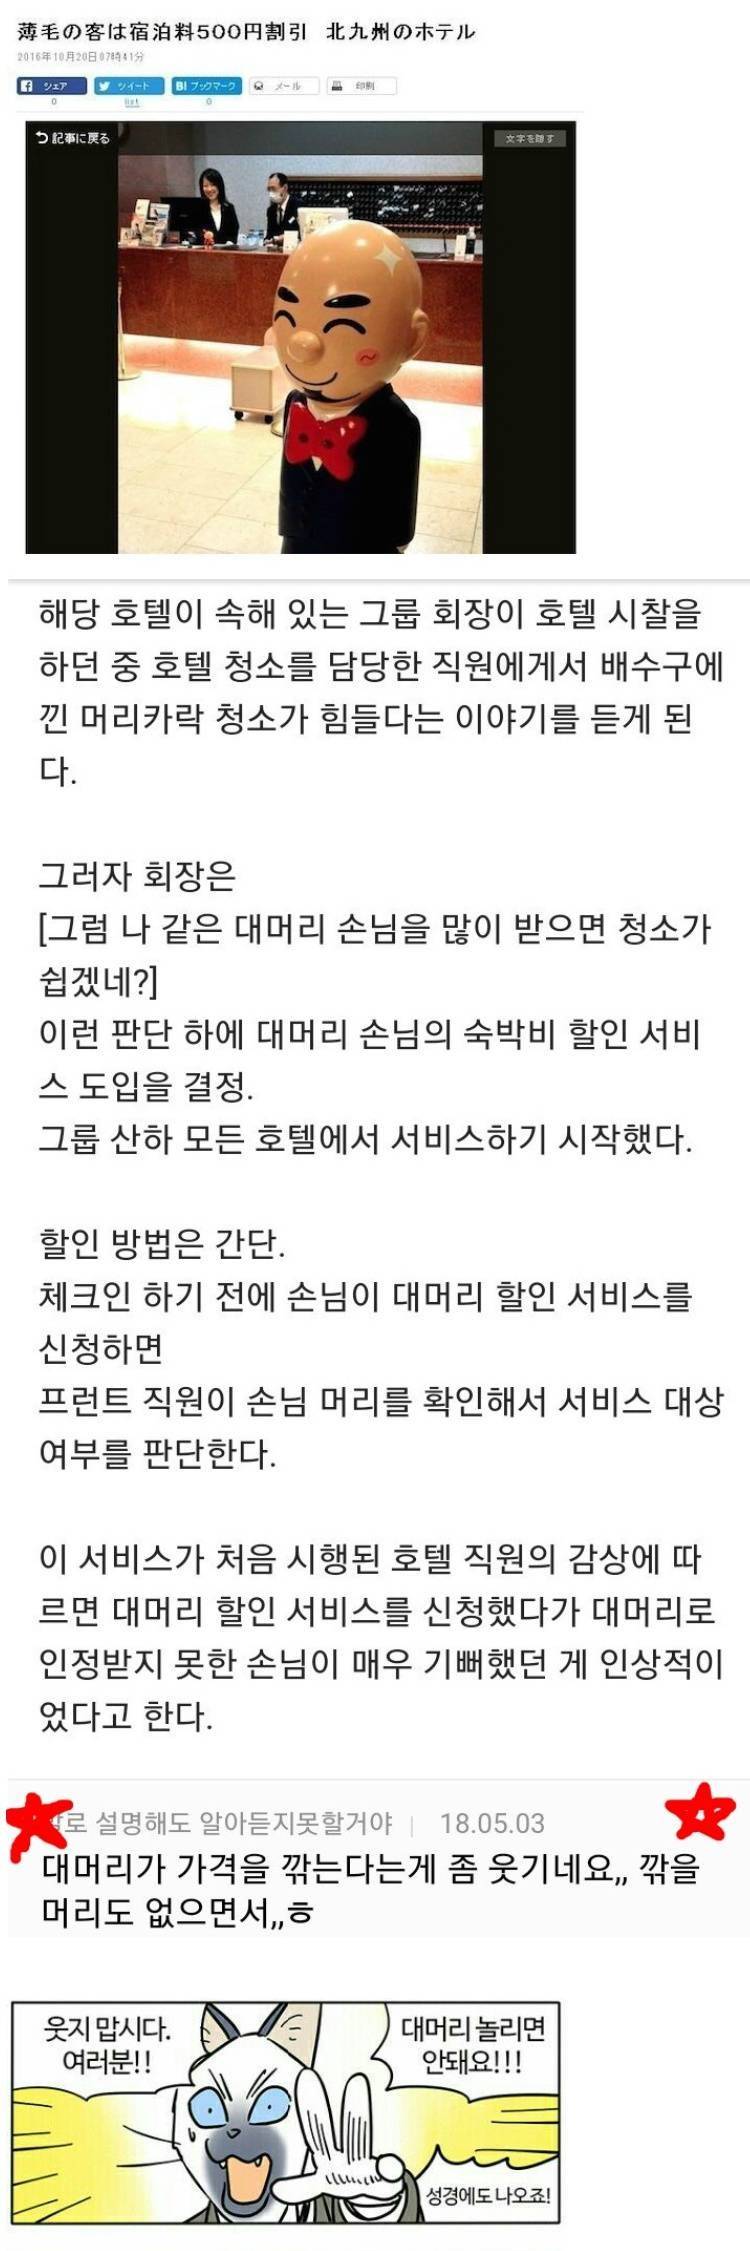 薄毛の客は宿泊料500円割引　北九州のホテル
2016年10月20日07時41分
シェア ツイート B! ブックマーク メール 印刷
0 list 0
記事に戻る 文字を隠す
해당 호텔이 속해 있는 그룹 회장이 호텔 시찰을
하던 중 호텔 청소를 담당한 직원에게서 배수구에
낀 머리카락 청소가 힘들다는 이야기를 듣게 된
다.
그러자 회장은
[그럼 나 같은 대머리 손님을 많이 받으면 청소가
쉽겠네?]
이런 판단 하에 대머리 손님의 숙박비 할인 서비
스 도입을 결정.
그룹 산하 모든 호텔에서 서비스하기 시작했다.
할인 방법은 간단.
체크인 하기 전에 손님이 대머리 할인 서비스를
신청하면
프런트 직원이 손님 머리를 확인해서 서비스 대상
여부를 판단한다.
이 서비스가 처음 시행된 호텔 직원의 감상에 따
르면 대머리 할인 서비스를 신청했다가 대머리로
인정받지 못한 손님이 매우 기뻐했던 게 인상적이
었다고 한다.
설명해도 알아듣지못할거야 | 18.05.03
대머리가 가격을 깎는다는게 좀 웃기네요,, 깎을
머리도 없으면서,,ㅎ
웃지 맙시다.
여러분!!
대머리 놀리면
안돼요!!!
성경에도 나오죠!